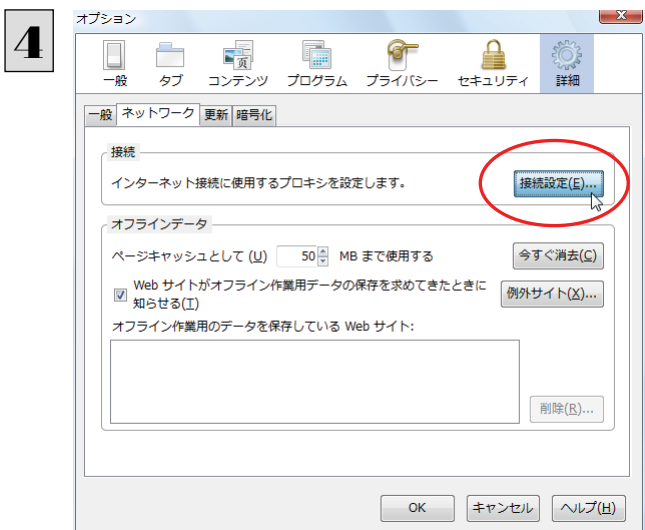 4
オプション
一般 タブ コンテンツ プログラム プライバシー セキュリティ 詳細
一般 ネットワーク 更新 暗号化
接続
インターネット接続に使用するプロキシを設定します。 接続設定(E)...
オフラインデータ
ページキャッシュとして (U) 50 MB まで使用する 今すぐ消去(C)
Web サイトがオフライン作業用データの保存を求めてきたときに
知らせる(T) 例外サイト(X)...
オフライン作業用のデータを保存している Web サイト:
削除(R)...
OK キャンセル ヘルプ(H)